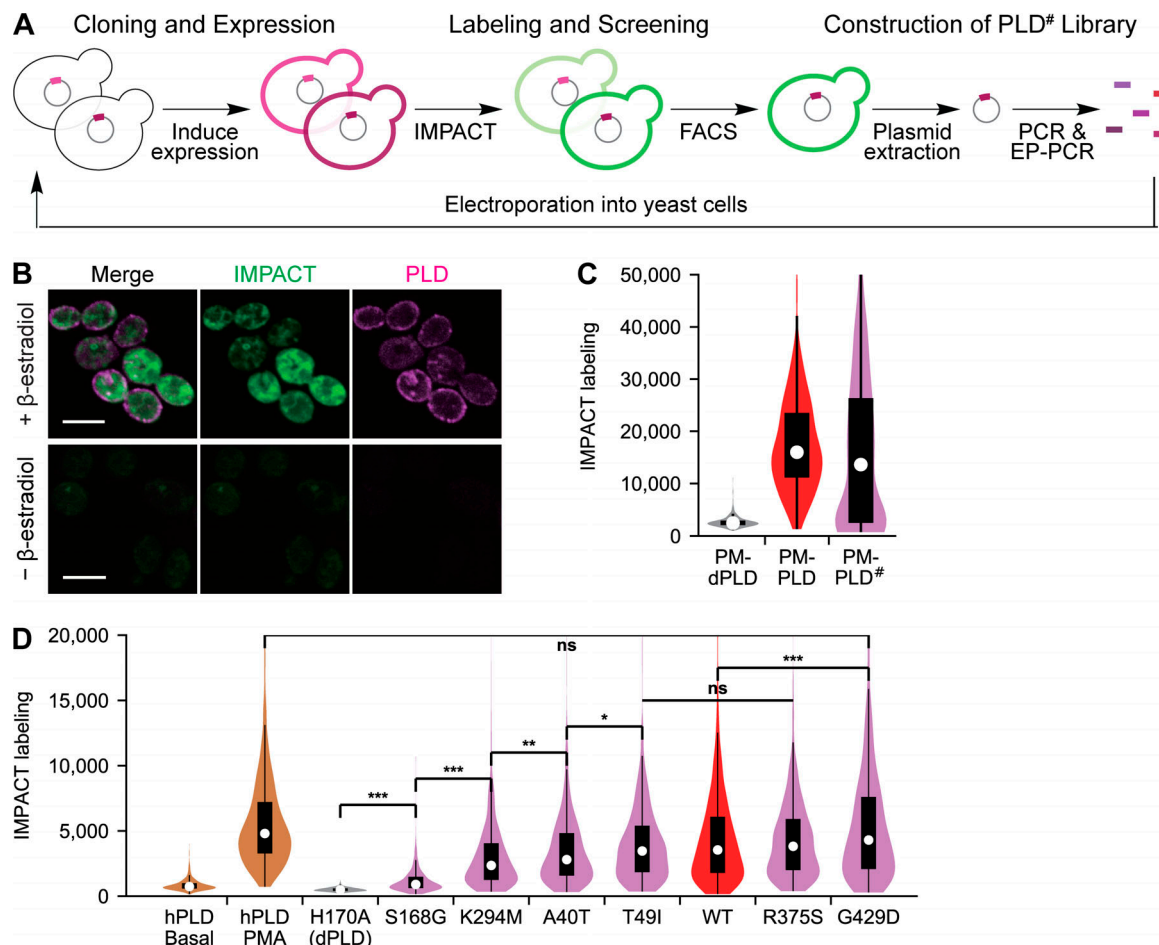 A
Cloning and Expression
Labeling and Screening
Construction of PLD# Library
Induce
expression
IMPACT
FACS
Plasmid
extraction
PCR &
EP-PCR
Electroporation into yeast cells
B
Merge
IMPACT
PLD
+ β-estradiol
− β-estradiol
C
IMPACT labeling
50,000
40,000
30,000
20,000
10,000
0
PM-
dPLD
PM-
PLD
PM-
PLD#
D
IMPACT labeling
20,000
15,000
10,000
5,000
0
ns
***
ns
*
**
***
***
hPLD
Basal
hPLD
PMA
H170A
(dPLD)
S168G
K294M
A40T
T49I
WT
R375S
G429D